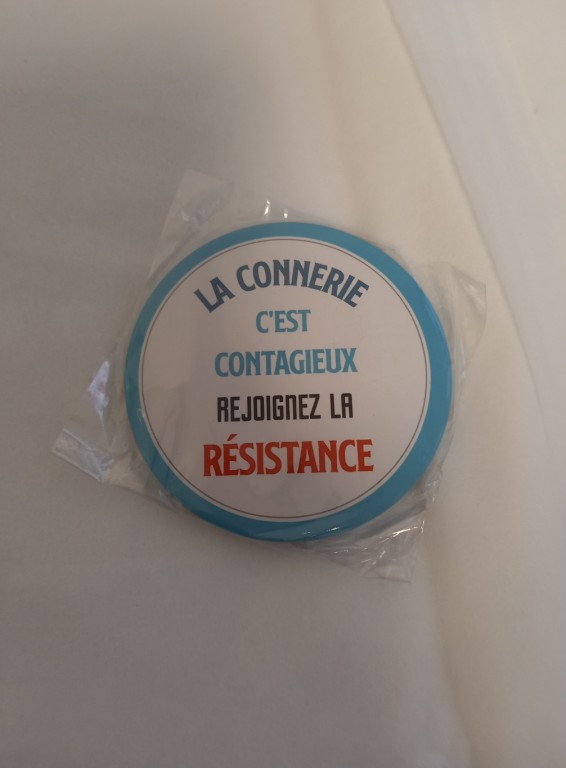 LA CONNERIE
C'EST
CONTAGIEUX
REJOIGNEZ LA
RÉSISTANCE